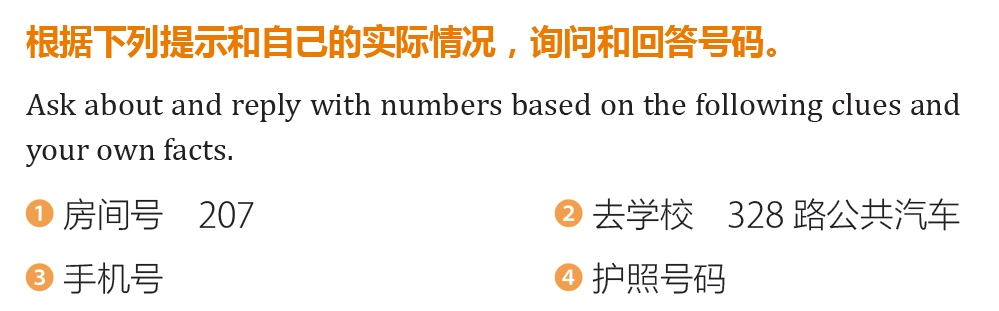 根据下列提示和自己的实际情况，询问和回答号码。
Ask about and reply with numbers based on the following clues and
your own facts.
1 房间号 207 2 去学校 328 路公共汽车
3 手机号 4 护照号码